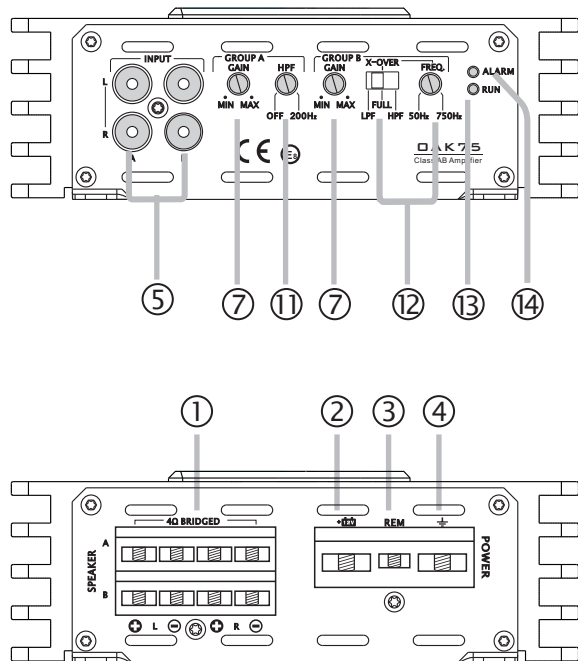 INPUT
L
R
A
GROUP A
GAIN
MIN MAX
HPF
OFF 200Hz
GROUP B
GAIN
MIN MAX
X-OVER
FULL
LPF HPF
FREQ.
50Hz 750Hz
ALARM
RUN
CE E8
OAK75
Class AB Amplifier
⑤ ⑦ ⑪ ⑦ ⑫ ⑬ ⑭
① ② ③ ④
4Ω BRIDGED
SPEAKER
A
B
+ L - + R -
+ REM
POWER